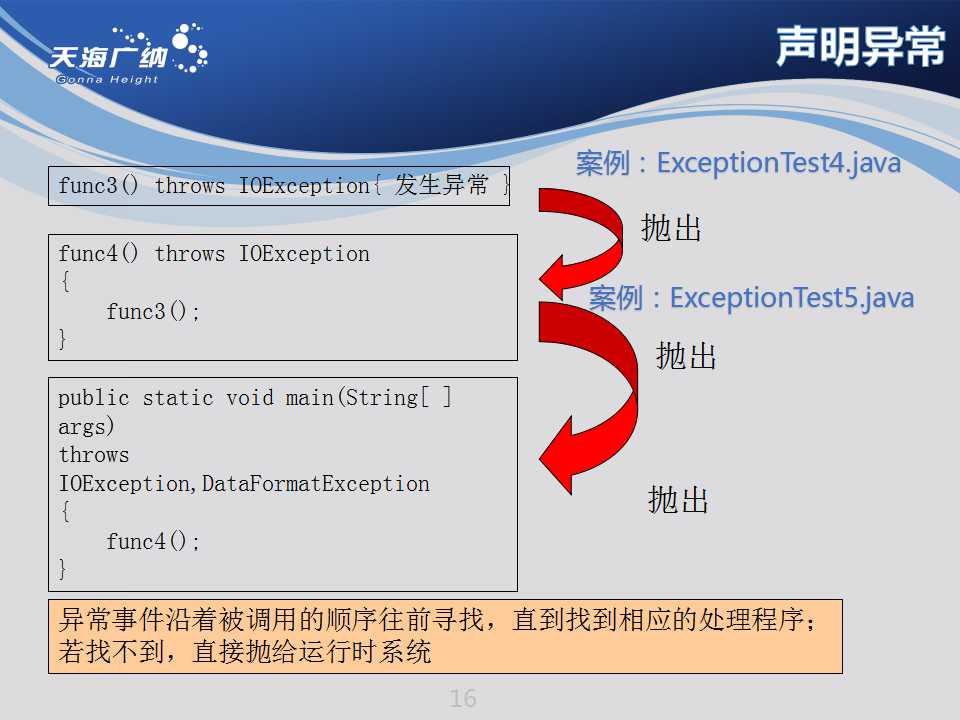 天海广纳
Gonna Height
声明异常
案例：ExceptionTest4.java
func3() throws IOException{ 发生异常 }
抛出
func4() throws IOException
{
func3();
}
案例：ExceptionTest5.java
抛出
public static void main(String[ ]
args)
throws
IOException,DataFormatException
{
func4();
}
抛出
异常事件沿着被调用的顺序往前寻找，直到找到相应的处理程序；
若找不到，直接抛给运行时系统
16